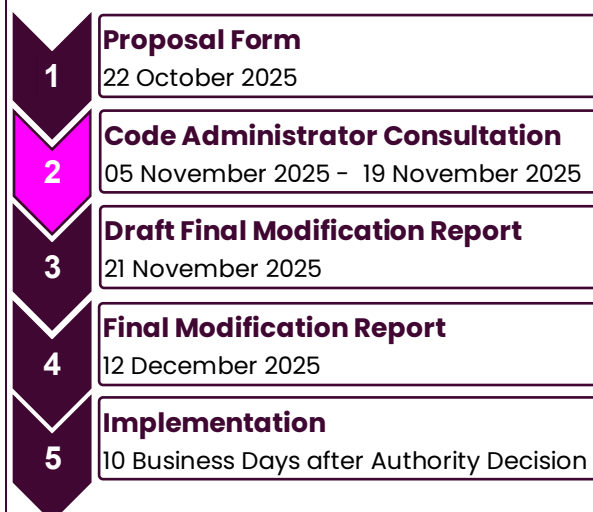 1
Proposal Form
22 October 2025
2
Code Administrator Consultation
05 November 2025 - 19 November 2025
3
Draft Final Modification Report
21 November 2025
4
Final Modification Report
12 December 2025
5
Implementation
10 Business Days after Authority Decision